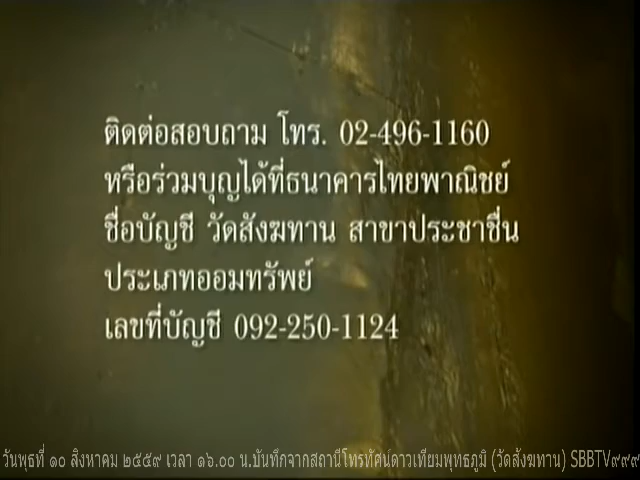 ติดต่อสอบถาม โทร. 02-496-1160
หรือร่วมบุญได้ที่ธนาคารไทยพาณิชย์
ชื่อบัญชี วัดสังฆทาน สาขาประชาชื่น
ประเภทออมทรัพย์
เลขที่บัญชี 092-250-1124
วันพุธที่ ๑๐ สิงหาคม ๒๕๕๙ เวลา ๑๖.๐๐ น.บันทึกจากสถานีโทรทัศน์ดาวเทียมพุทธภูมิ (วัดสังฆทาน) SBBTV๙๙๙